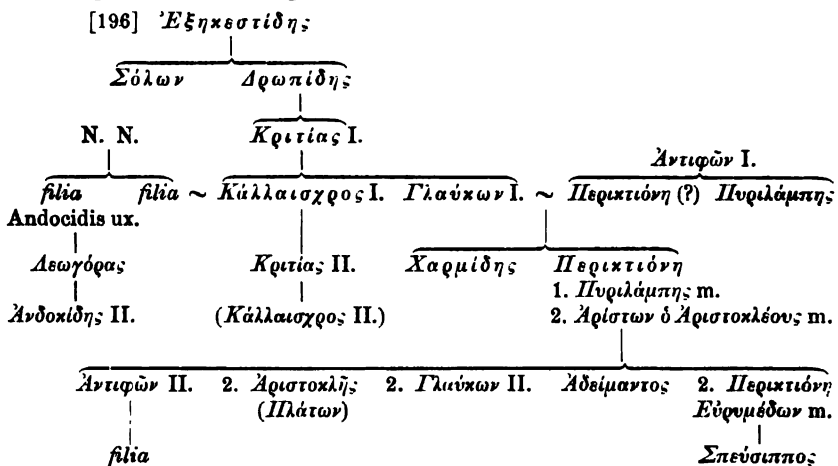 [196] Ἐξηκεστίδης
Σόλων Δρωπίδης
N. N. Κριτίας I.
Ἀντιφῶν I.
filia filia ~ Κάλλαισχρος I. Γλαύκων I. ~ Περικτιόνη (?) Πυριλάμπης
Andocidis ux.
Λεωγόρας Κριτίας II. Χαρμίδης Περικτιόνη
1. Πυριλάμπης m.
Ἀνδοκίδης II. (Κάλλαισχρος II.) 2. Ἀρίστων ὁ Ἀριστοκλέους m.
Ἀντιφῶν II. 2. Ἀριστοκλῆς 2. Γλαύκων II. Ἀδείμαντος 2. Περικτιόνη
(Πλάτων) Εὐρυμέδων m.
filia Σπεύσιππος